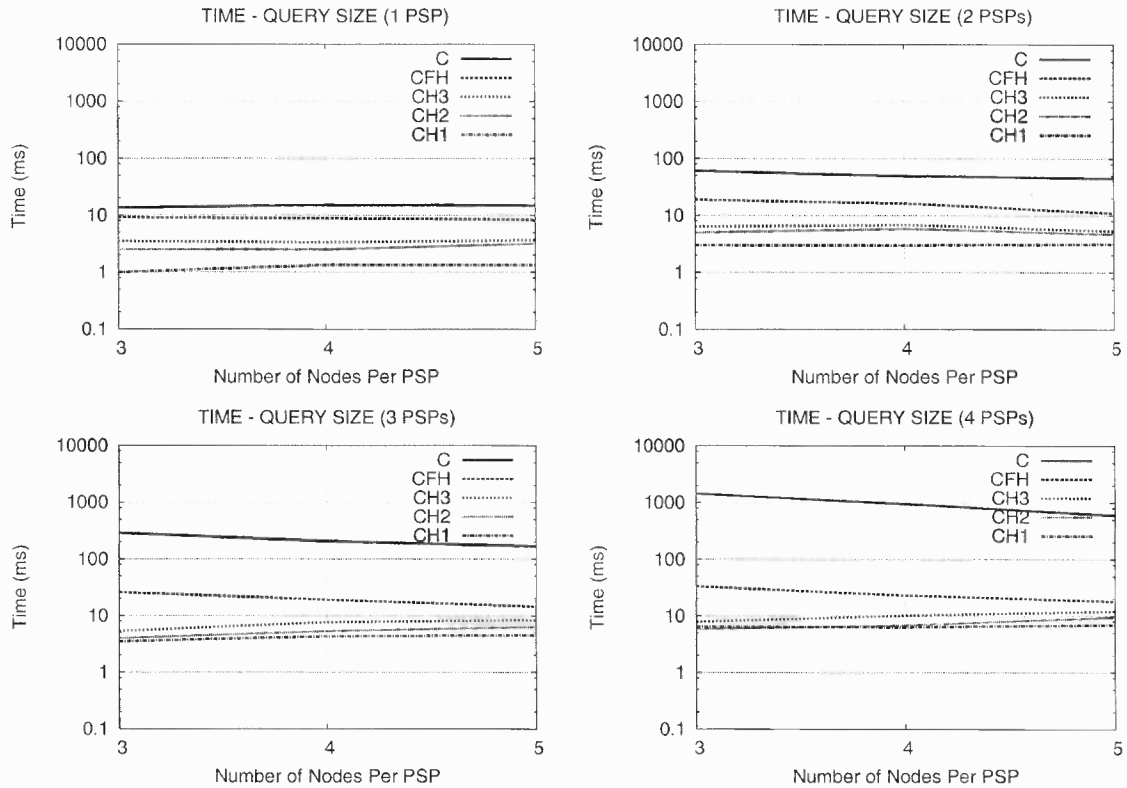 TIME - QUERY SIZE (1 PSP)
10000
1000
100
10
1
0.1
Time (ms)
C
CFH
CH3
CH2
CH1
3
4
5
Number of Nodes Per PSP
TIME - QUERY SIZE (2 PSPs)
10000
1000
100
10
1
0.1
Time (ms)
C
CFH
CH3
CH2
CH1
3
4
5
Number of Nodes Per PSP
TIME - QUERY SIZE (3 PSPs)
10000
1000
100
10
1
0.1
Time (ms)
C
CFH
CH3
CH2
CH1
3
4
5
Number of Nodes Per PSP
TIME - QUERY SIZE (4 PSPs)
10000
1000
100
10
1
0.1
Time (ms)
C
CFH
CH3
CH2
CH1
3
4
5
Number of Nodes Per PSP